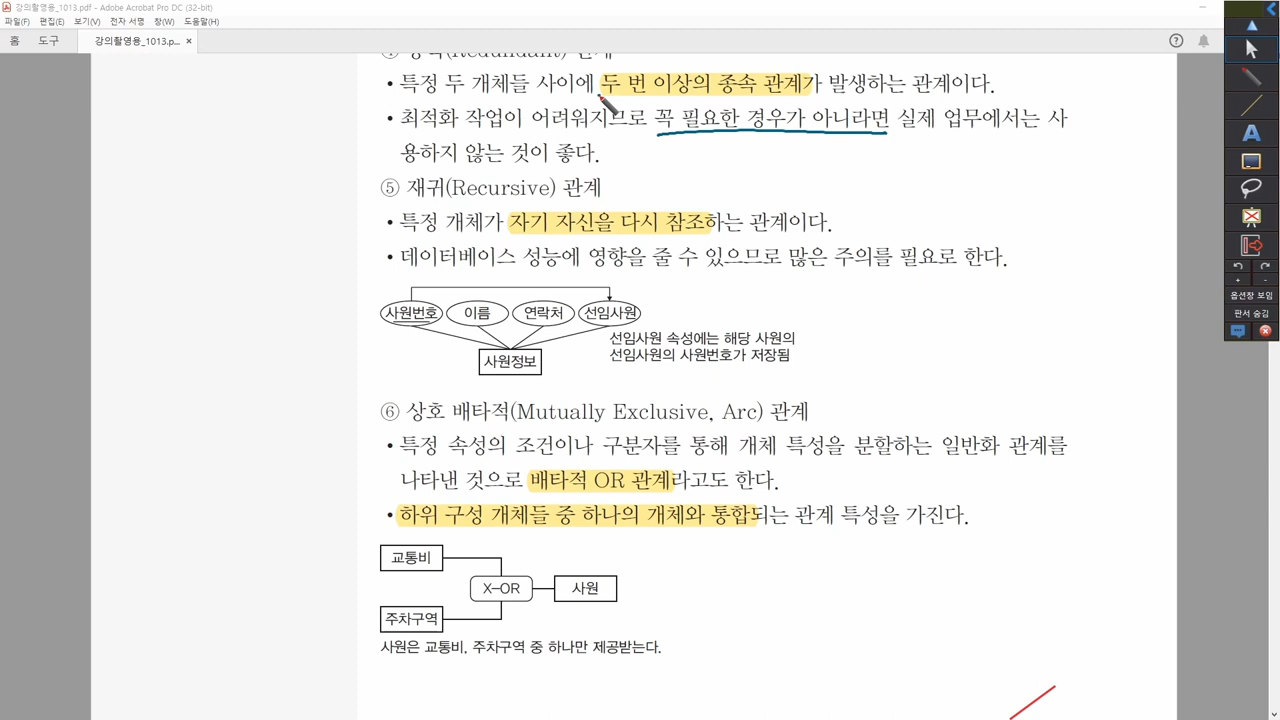 강의촬영용_1013.pdf - Adobe Acrobat Pro DC (32-bit)
파일(F) 편집(E) 보기(V) 전자 서명 창(W) 도움말(H)
홈 도구 강의촬영용_1013.p... ×
• 특정 두 개체들 사이에 두 번 이상의 종속 관계가 발생하는 관계이다.
• 최적화 작업이 어려워지므로 꼭 필요한 경우가 아니라면 실제 업무에서는 사
용하지 않는 것이 좋다.
⑤ 재귀(Recursive) 관계
• 특정 개체가 자기 자신을 다시 참조하는 관계이다.
• 데이터베이스 성능에 영향을 줄 수 있으므로 많은 주의를 필요로 한다.
사원번호 이름 연락처 선임사원
선임사원 속성에는 해당 사원의
선임사원의 사원번호가 저장됨
사원정보
⑥ 상호 배타적(Mutually Exclusive, Arc) 관계
• 특정 속성의 조건이나 구분자를 통해 개체 특성을 분할하는 일반화 관계를
나타낸 것으로 배타적 OR 관계라고도 한다.
• 하위 구성 개체들 중 하나의 개체와 통합되는 관계 특성을 가진다.
교통비
X-OR 사원
주차구역
사원은 교통비, 주차구역 중 하나만 제공받는다.
A
옵션창 보임
판서 숨김